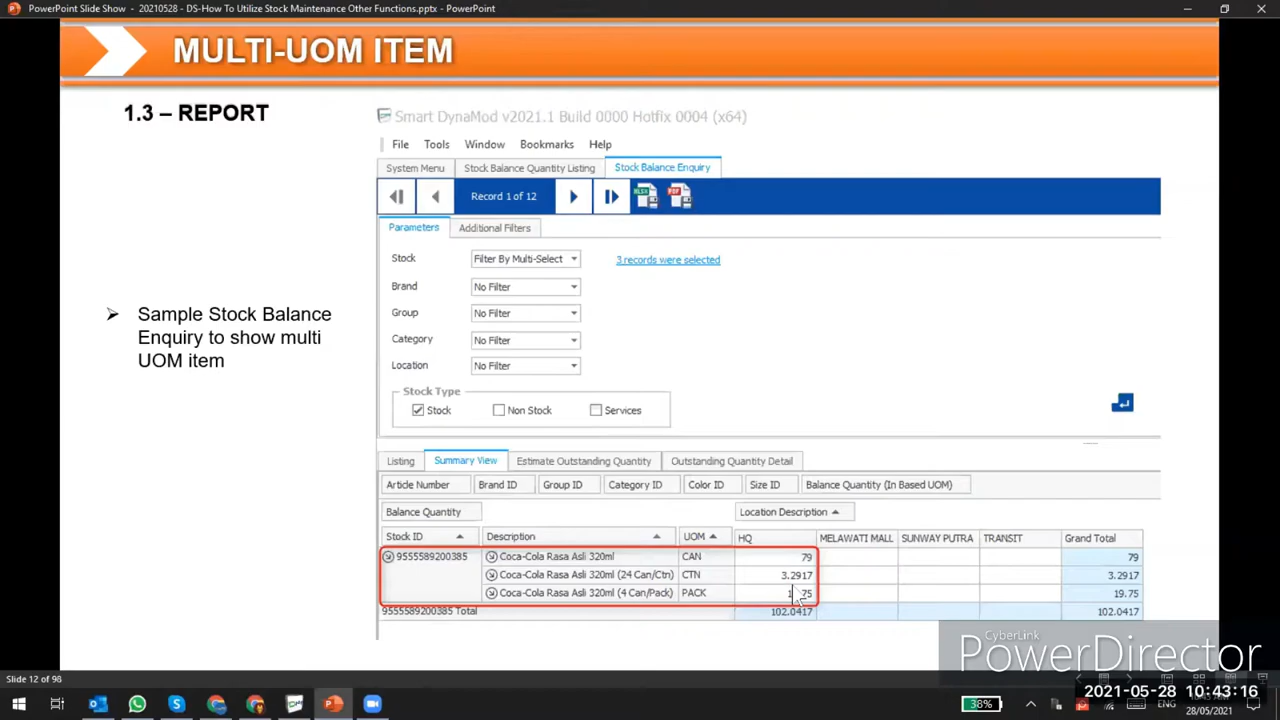 PowerPoint Slide Show - 20210528 - DS-How To Utilize Stock Maintenance Other Functions.pptx - PowerPoint
MULTI-UOM ITEM
1.3 – REPORT
Smart DynaMod v2021.1 Build 0000 Hotfix 0004 (x64)
File Tools Window Bookmarks Help
System Menu Stock Balance Quantity Listing Stock Balance Enquiry
Record 1 of 12 XLSX PDF
Parameters Additional Filters
Stock Filter By Multi-Select 3 records were selected
Brand No Filter
Group No Filter
Category No Filter
Location No Filter
Stock Type
Stock Non Stock Services
Sample Stock Balance
Enquiry to show multi
UOM item
Listing Summary View Estimate Outstanding Quantity Outstanding Quantity Detail
Article Number Brand ID Group ID Category ID Color ID Size ID Balance Quantity (In Based UOM)
Balance Quantity Location Description
Stock ID Description UOM HQ MELAWATI MALL SUNWAY PUTRA TRANSIT Grand Total
9555589200385 Coca-Cola Rasa Asli 320ml CAN 79 79
Coca-Cola Rasa Asli 320ml (24 Can/Ctn) CTN 3.2917 3.2917
Coca-Cola Rasa Asli 320ml (4 Can/Pack) PACK 19.75
9555589200385 Total 102.0417 102.0417
CyberLink
PowerDirector
Slide 12 of 98
2021-05-28 10:43:16
38% ENG 28/05/2021